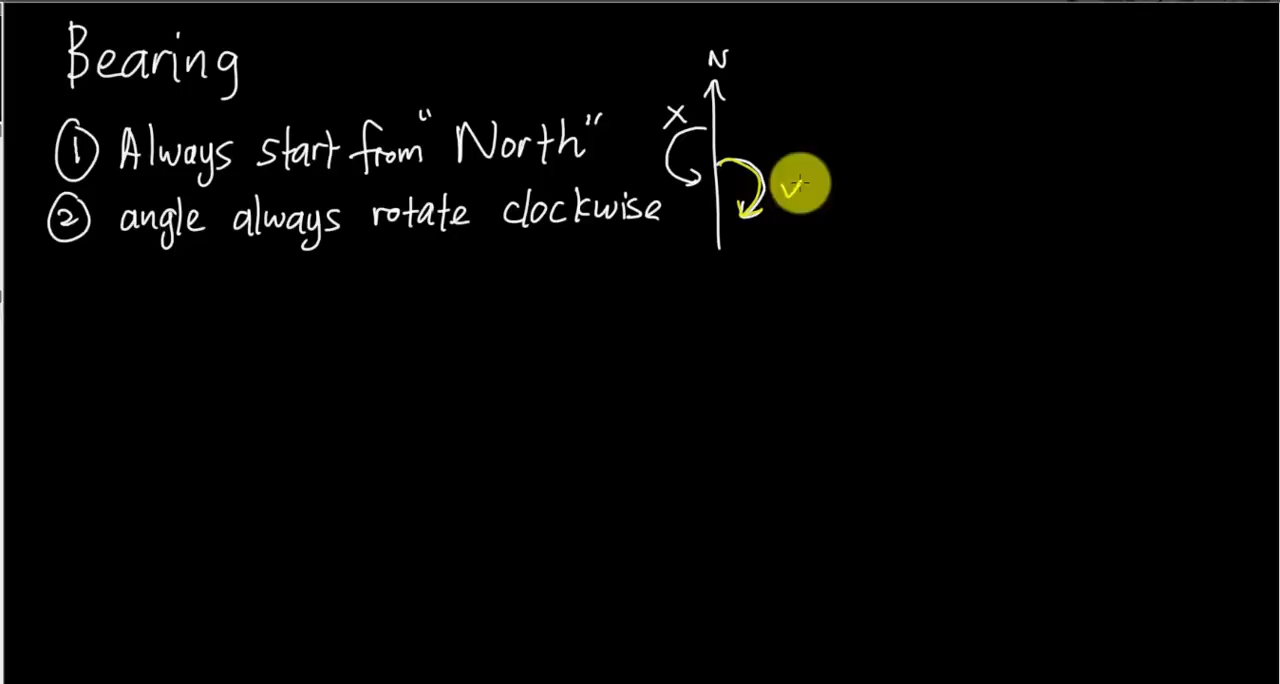 Bearing
① Always start from "North"
② angle always rotate clockwise
N
X
✓